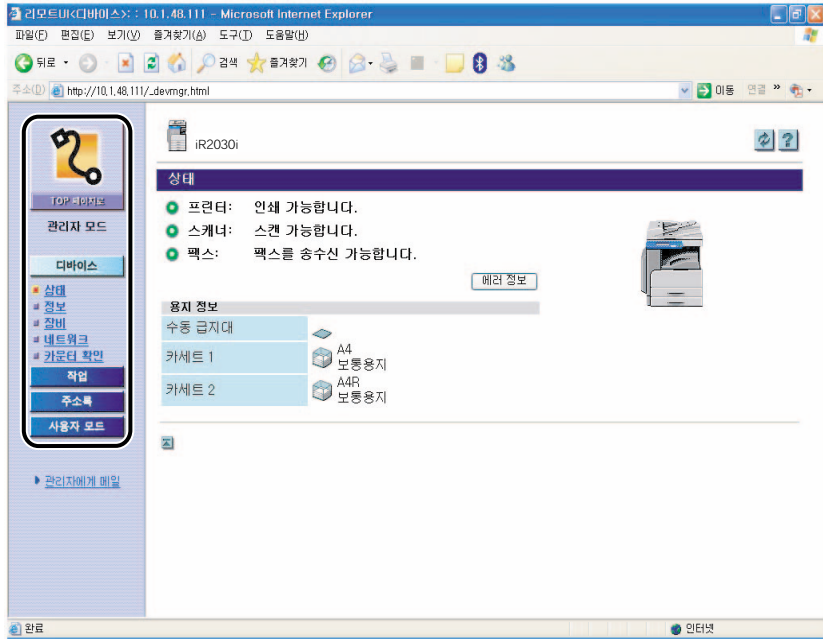 리모트UI<디바이스>: : 10.1.48.111 - Microsoft Internet Explorer
파일(F) 편집(E) 보기(V) 즐겨찾기(A) 도구(T) 도움말(H)
뒤로 검색 즐겨찾기
주소(D) http://10.1.48.111/_devmgr.html 이동 연결 »
TOP 페이지로
관리자 모드
디바이스
상태
정보
장비
네트워크
카운터 확인
작업
주소록
사용자 모드
관리자에게 메일
iR2030i
상태
프린터: 인쇄 가능합니다.
스캐너: 스캔 가능합니다.
팩스: 팩스를 송수신 가능합니다.
에러 정보
용지 정보
수동 급지대
카세트 1 A4
보통용지
카세트 2 A4R
보통용지
완료 인터넷